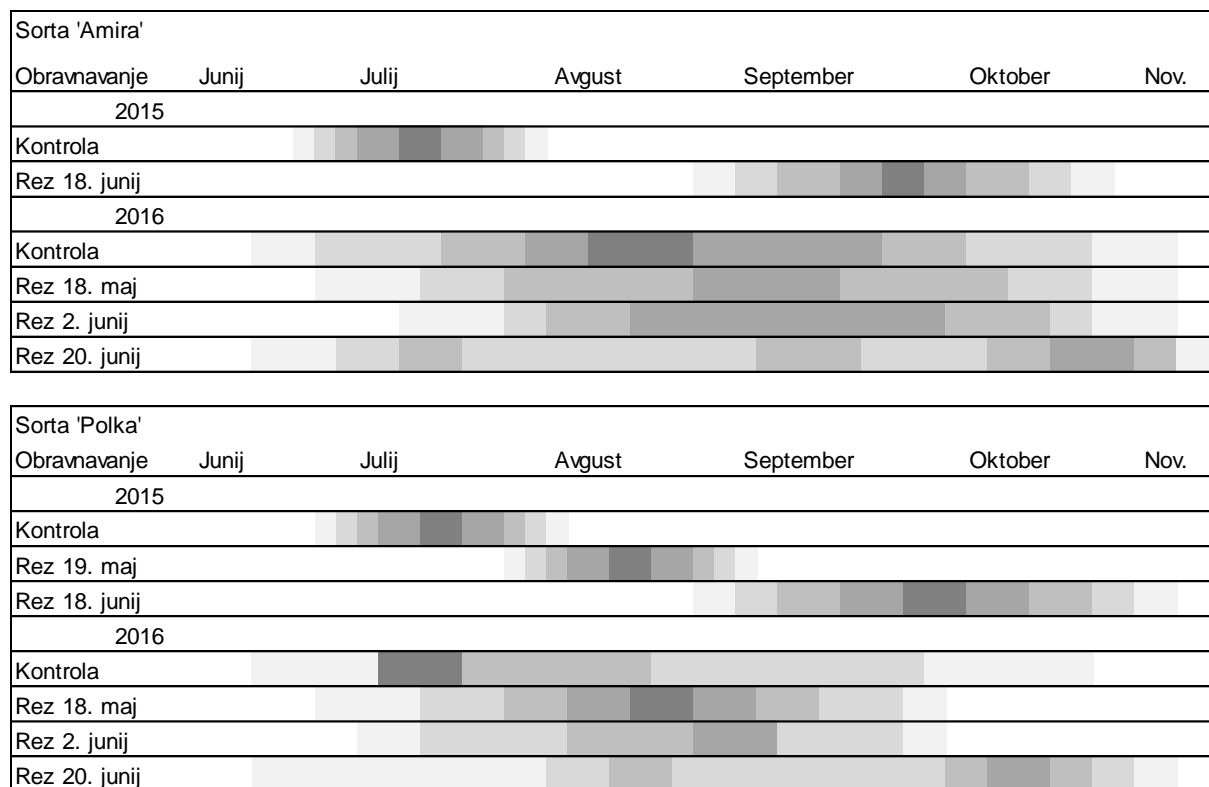 Sorta 'Amira'
Obravnavanje Junij Julij Avgust September Oktober Nov.
2015
Kontrola
Rez 18. junij
2016
Kontrola
Rez 18. maj
Rez 2. junij
Rez 20. junij
Sorta 'Polka'
Obravnavanje Junij Julij Avgust September Oktober Nov.
2015
Kontrola
Rez 19. maj
Rez 18. junij
2016
Kontrola
Rez 18. maj
Rez 2. junij
Rez 20. junij